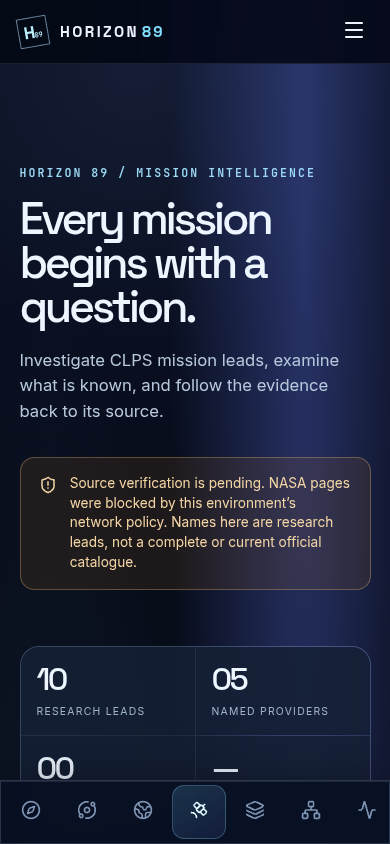 H89
HORIZON 89
HORIZON 89 / MISSION INTELLIGENCE
Every mission
begins with a
question.
Investigate CLPS mission leads, examine
what is known, and follow the evidence
back to its source.
Source verification is pending. NASA pages
were blocked by this environment’s
network policy. Names here are research
leads, not a complete or current official
catalogue.
10
05
RESEARCH LEADS
NAMED PROVIDERS
00
—